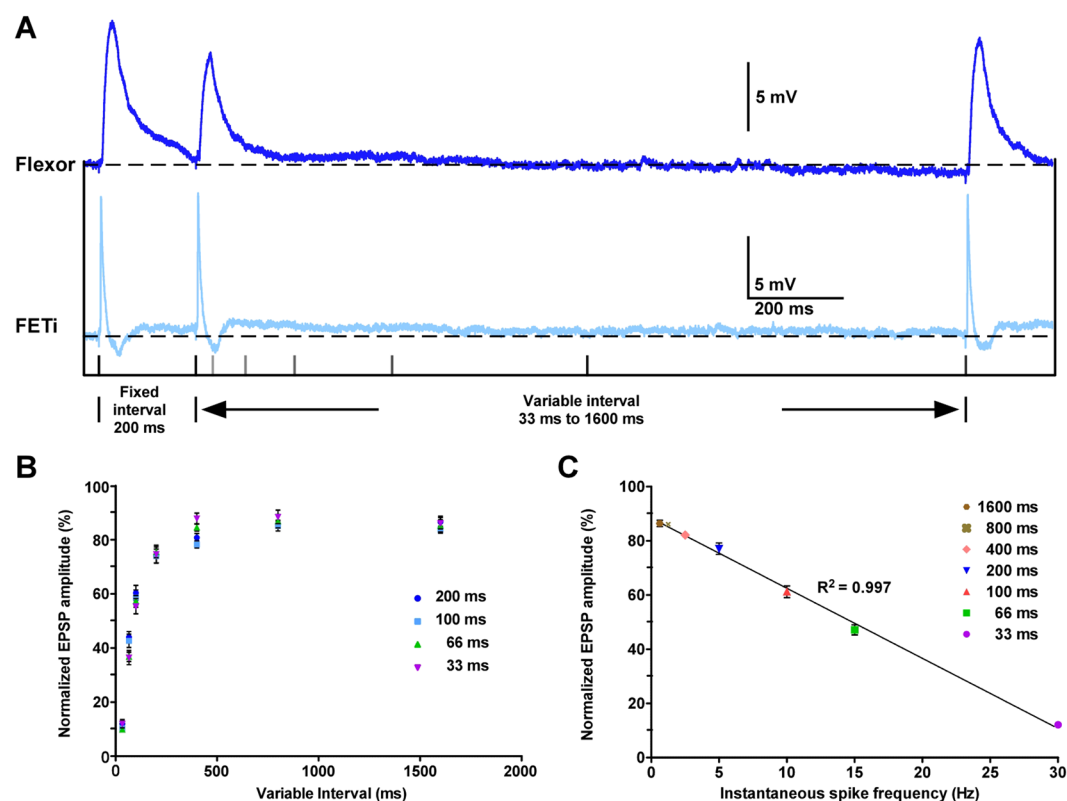 A
5 mV
Flexor
5 mV
200 ms
FETi
Fixed
interval
200 ms
Variable interval
33 ms to 1600 ms
B
Normalized EPSP amplitude (%)
100
80
60
40
20
0
0 500 1000 1500 2000
Variable Interval (ms)
200 ms
100 ms
66 ms
33 ms
C
Normalized EPSP amplitude (%)
100
80
60
40
20
0
0 5 10 15 20 25 30
Instantaneous spike frequency (Hz)
R² = 0.997
1600 ms
800 ms
400 ms
200 ms
100 ms
66 ms
33 ms